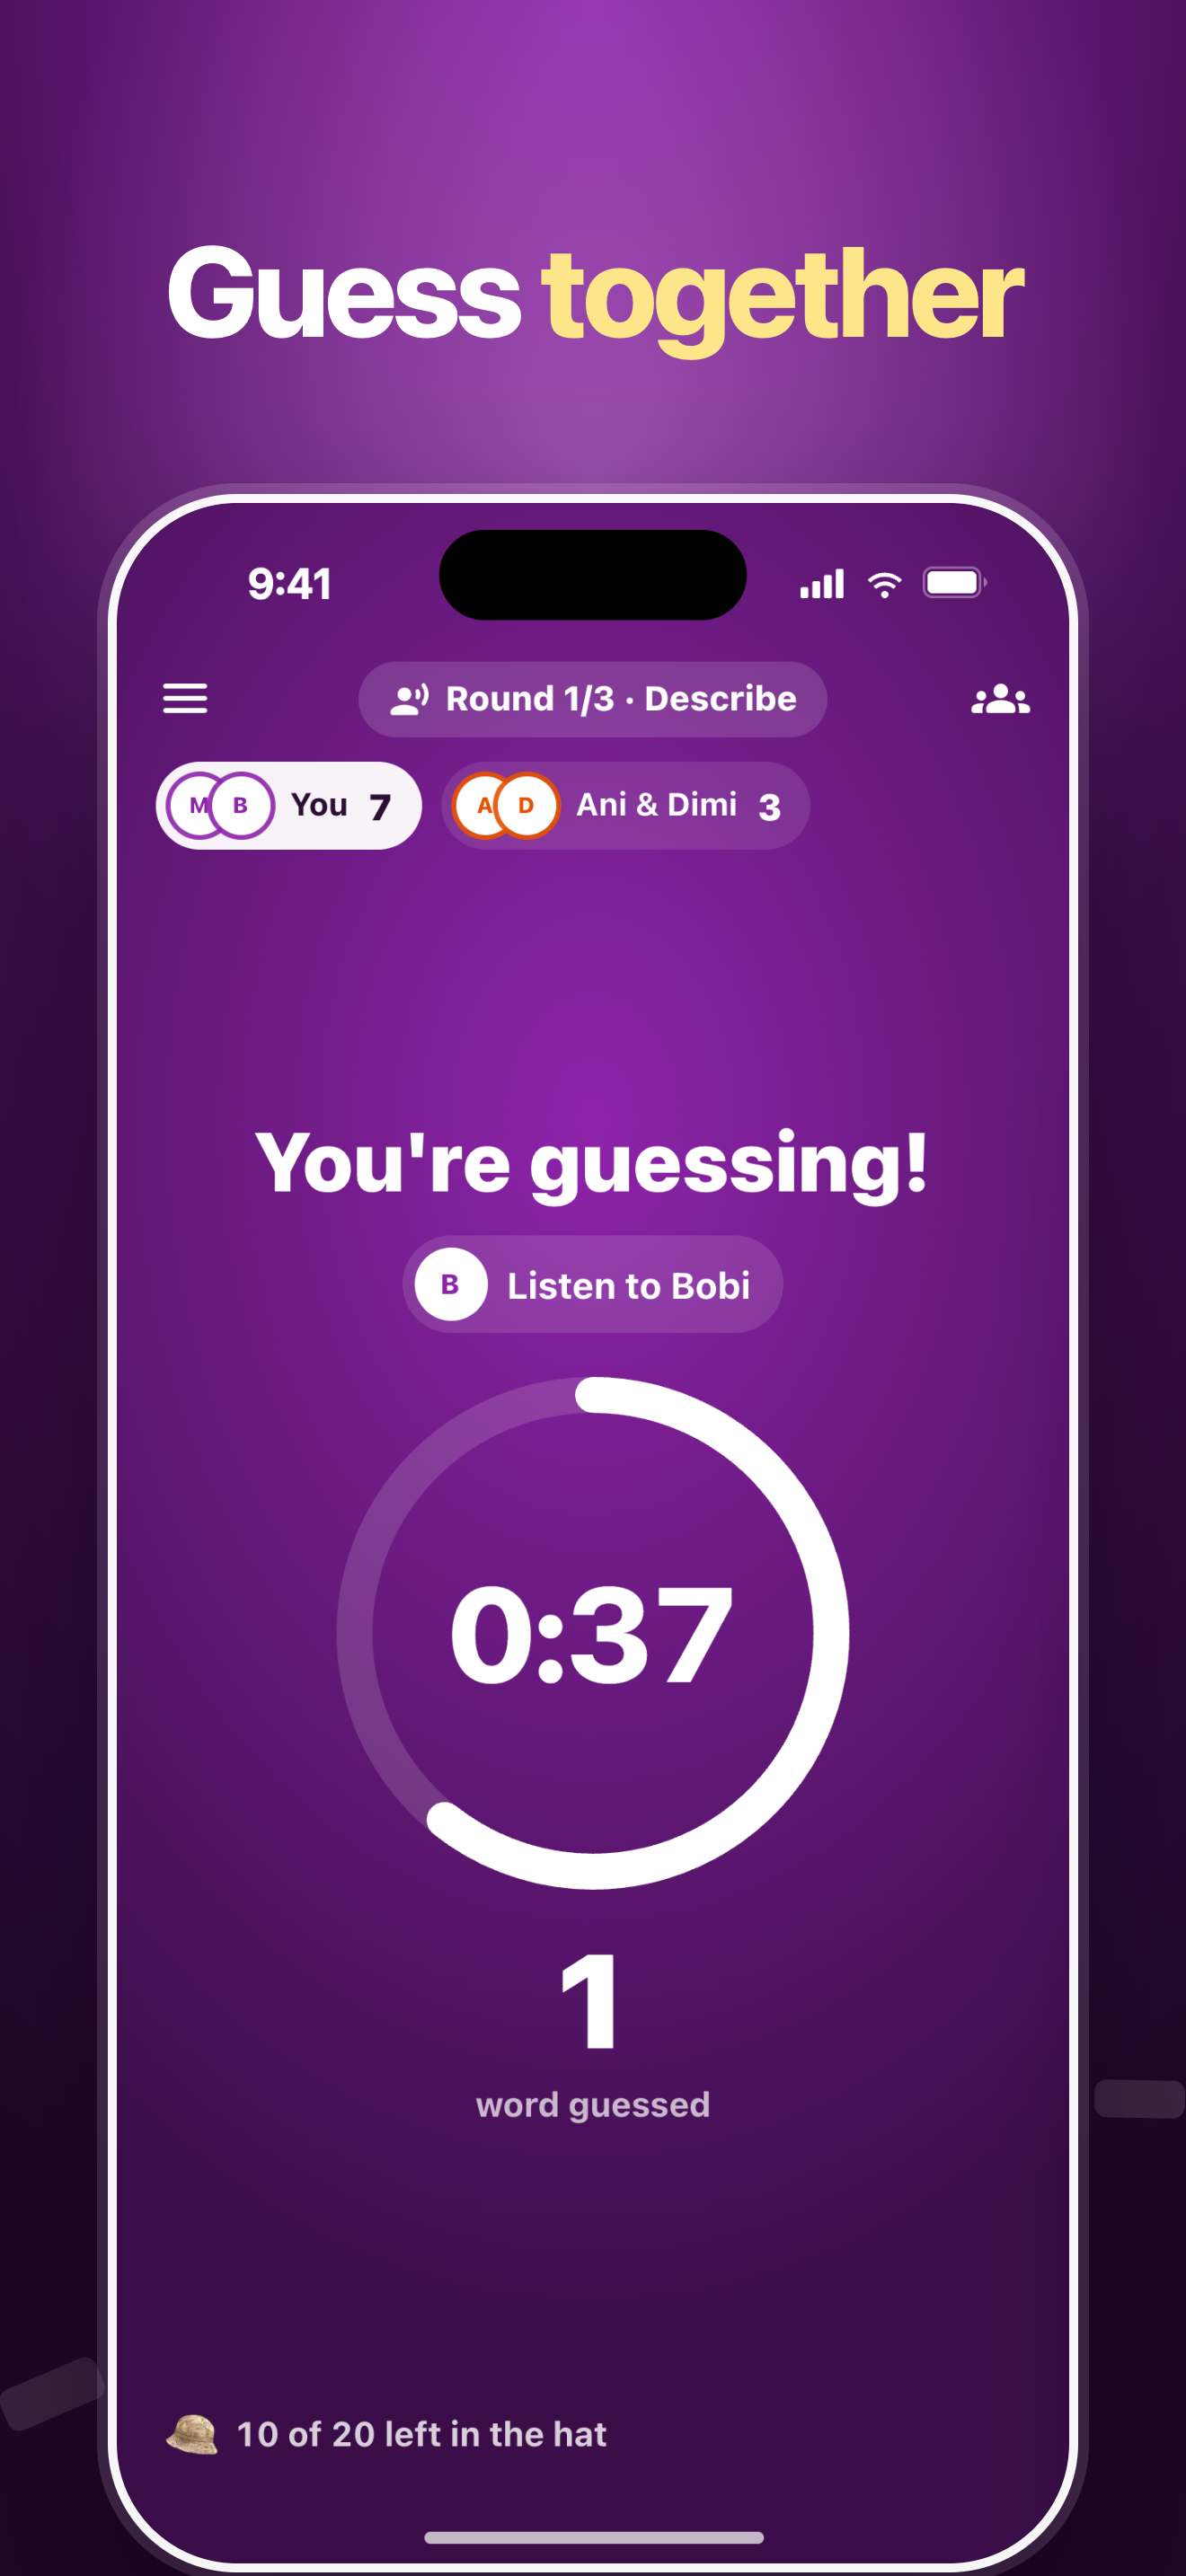 Guess together
9:41
Round 1/3 · Describe
M B You 7
A D Ani & Dimi 3
You're guessing!
B Listen to Bobi
0:37
1
word guessed
10 of 20 left in the hat